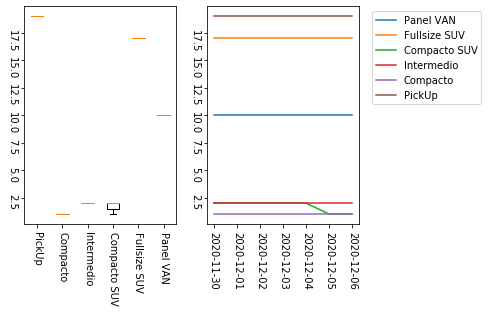 17.5
15.0
12.5
10.0
7.5
5.0
2.5
PickUp
Compacto
Intermedio
Compacto SUV
Fullsize SUV
Panel VAN
17.5
15.0
12.5
10.0
7.5
5.0
2.5
2020-11-30
2020-12-01
2020-12-02
2020-12-03
2020-12-04
2020-12-05
2020-12-06
Panel VAN
Fullsize SUV
Compacto SUV
Intermedio
Compacto
PickUp